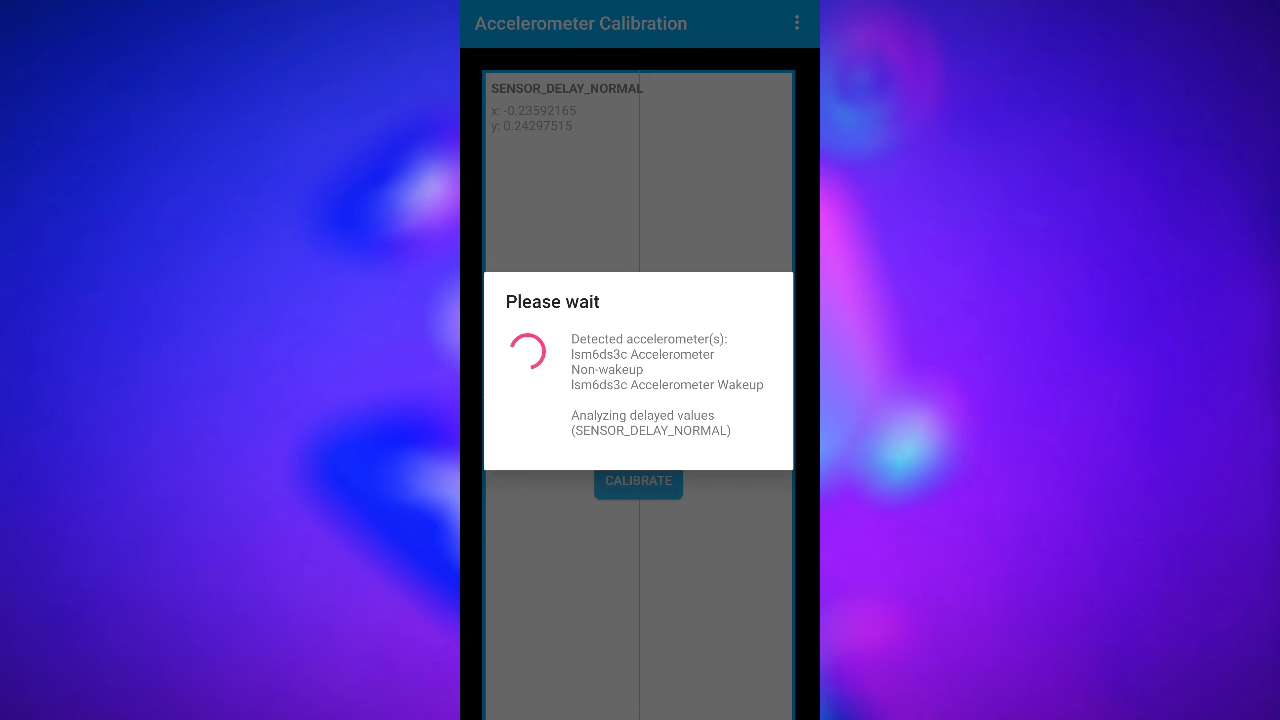 Accelerometer Calibration
SENSOR_DELAY_NORMAL
x: -0.23592165
y: 0.24297515
Please wait
Detected accelerometer(s):
lsm6ds3c Accelerometer
Non-wakeup
lsm6ds3c Accelerometer Wakeup
Analyzing delayed values
(SENSOR_DELAY_NORMAL)
CALIBRATE